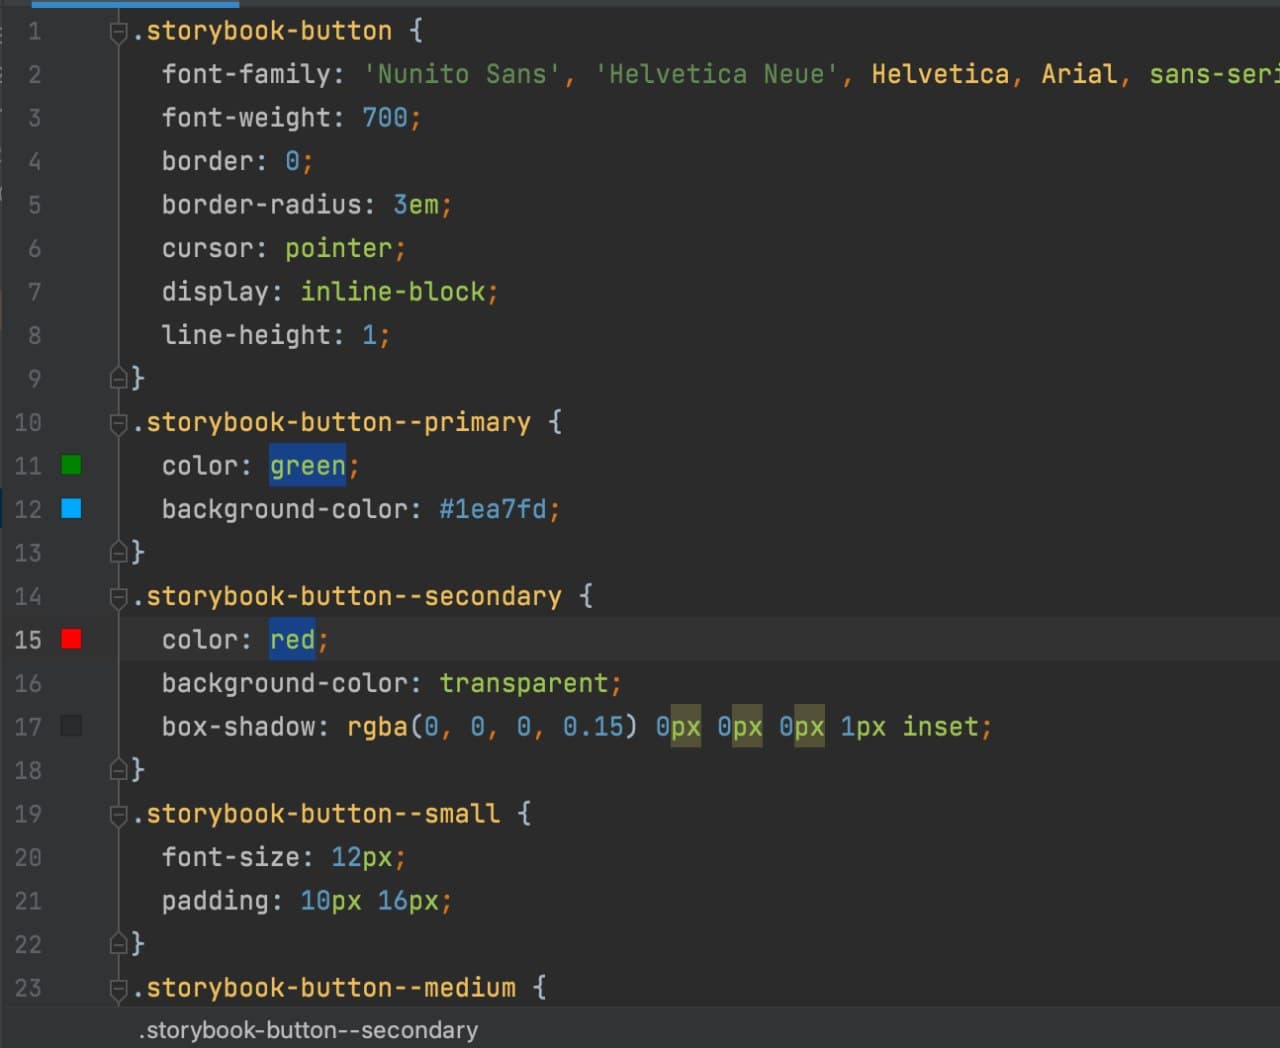 1 .storybook-button {
2 font-family: 'Nunito Sans', 'Helvetica Neue', Helvetica, Arial, sans-seri
3 font-weight: 700;
4 border: 0;
5 border-radius: 3em;
6 cursor: pointer;
7 display: inline-block;
8 line-height: 1;
9 }
10 .storybook-button--primary {
11 color: green;
12 background-color: #1ea7fd;
13 }
14 .storybook-button--secondary {
15 color: red;
16 background-color: transparent;
17 box-shadow: rgba(0, 0, 0, 0.15) 0px 0px 0px 1px inset;
18 }
19 .storybook-button--small {
20 font-size: 12px;
21 padding: 10px 16px;
22 }
23 .storybook-button--medium {
.storybook-button--secondary